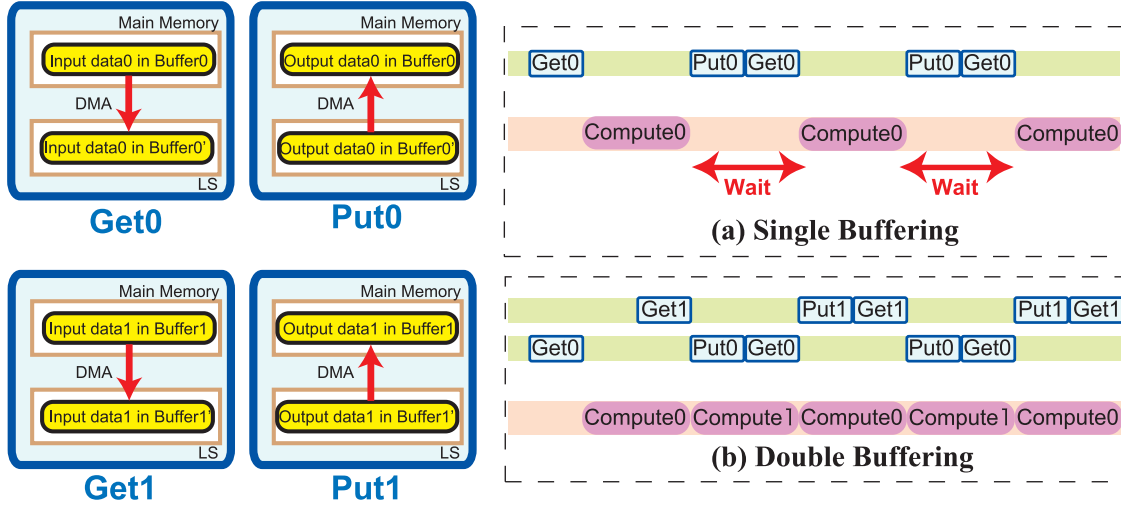 Main Memory
Input data0 in Buffer0
DMA
Input data0 in Buffer0'
LS
Get0
Main Memory
Output data0 in Buffer0
DMA
Output data0 in Buffer0'
LS
Put0
Get0 Put0 Get0 Put0 Get0
Compute0 Compute0 Compute0
Wait Wait
(a) Single Buffering
Main Memory
Input data1 in Buffer1
DMA
Input data1 in Buffer1'
LS
Get1
Main Memory
Output data1 in Buffer1
DMA
Output data1 in Buffer1'
LS
Put1
Get1 Put1 Get1 Put1 Get1
Get0 Put0 Get0 Put0 Get0
Compute0 Compute1 Compute0 Compute1 Compute0
(b) Double Buffering